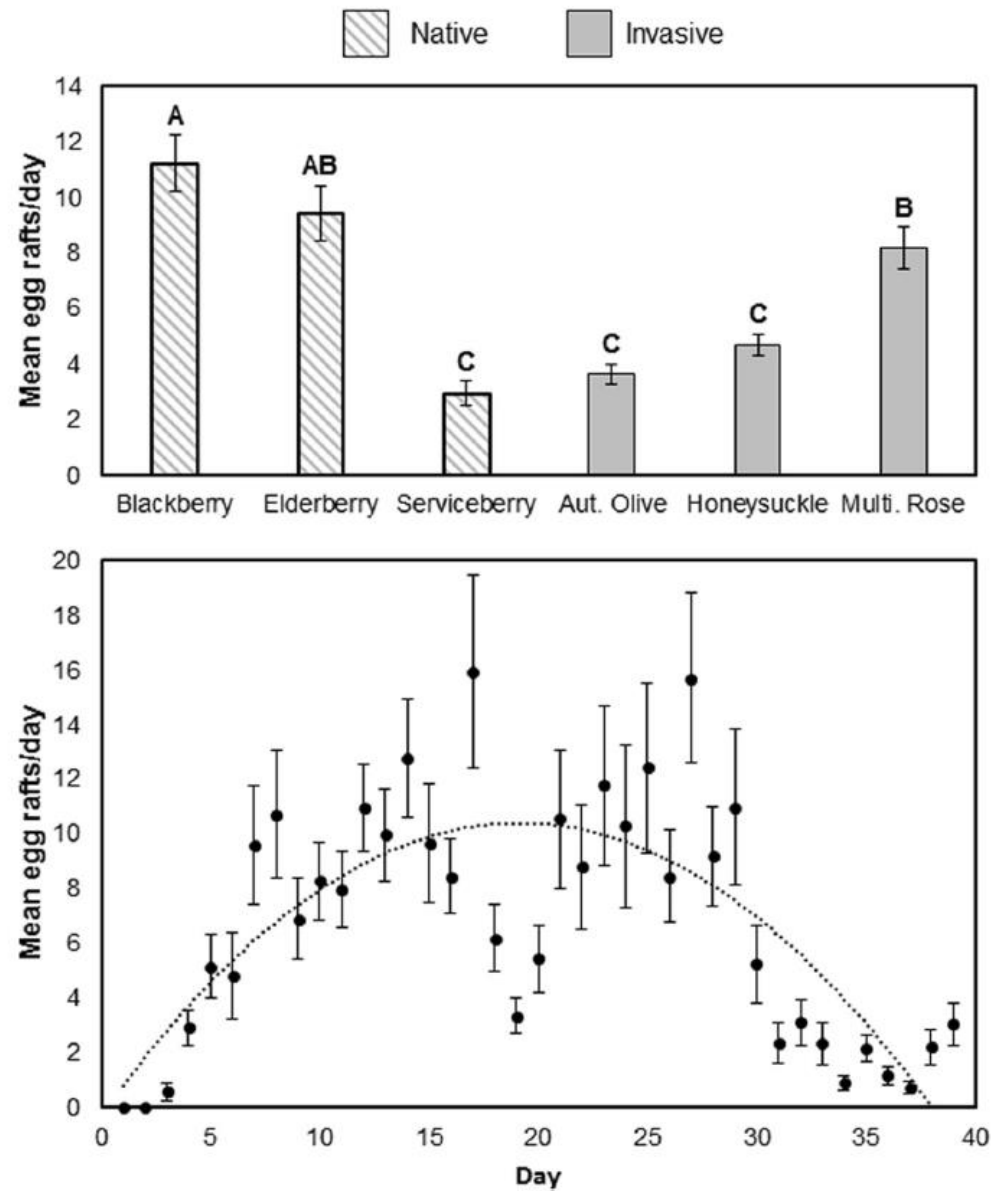 Native Invasive
Mean egg rafts/day
14
12
10
8
6
4
2
0
A
AB
C
C
C
B
Blackberry Elderberry Serviceberry Aut. Olive Honeysuckle Multi. Rose
Mean egg rafts/day
20
18
16
14
12
10
8
6
4
2
0
0 5 10 15 20 25 30 35 40
Day